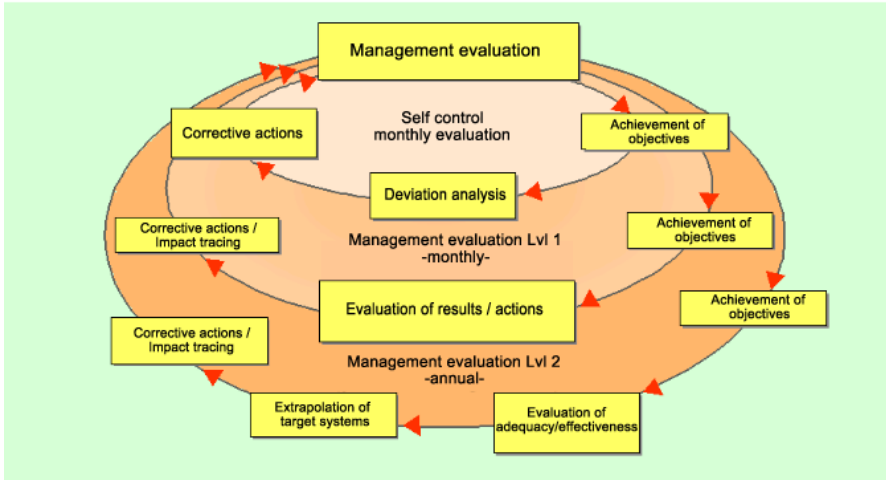 Management evaluation
Self control
monthly evaluation
Corrective actions
Achievement of
objectives
Deviation analysis
Management evaluation Lvl 1
-monthly-
Corrective actions /
Impact tracing
Achievement of
objectives
Evaluation of results / actions
Achievement of
objectives
Corrective actions /
Impact tracing
Management evaluation Lvl 2
-annual-
Extrapolation of
target systems
Evaluation of
adequacy/effectiveness